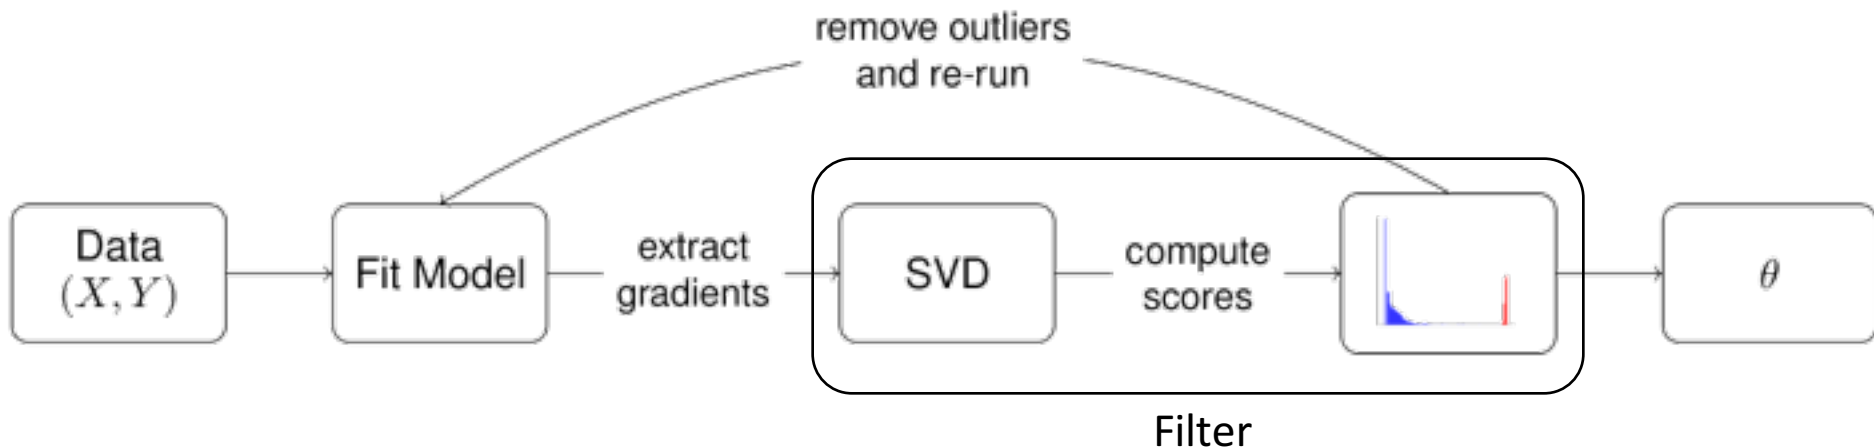 remove outliers
and re-run
Data
(X, Y)
Fit Model
extract
gradients
SVD
compute
scores
θ
Filter